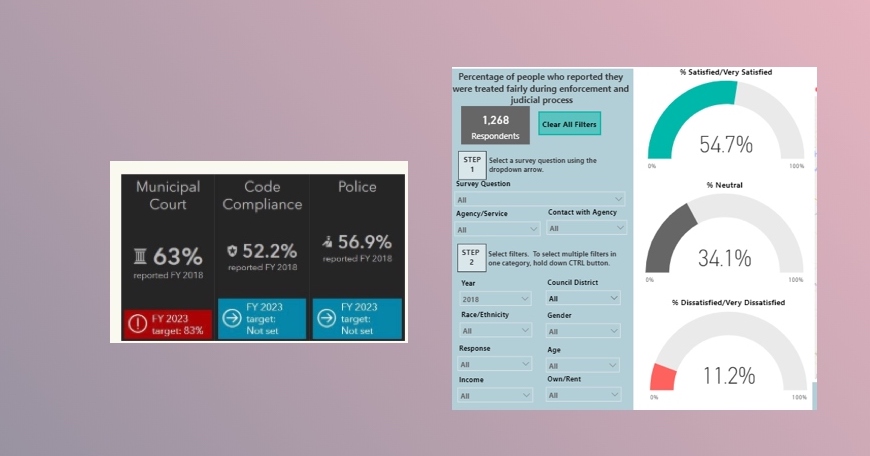 Municipal
Court
63%
reported FY 2018
FY 2023
target: 83%
Code
Compliance
52.2%
reported FY 2018
FY 2023
target:
Not set
Police
56.9%
reported FY 2018
FY 2023
target:
Not set
Percentage of people who reported they
were treated fairly during enforcement and
judicial process
1,268
Respondents
Clear All Filters
STEP
1
Select a survey question using the
dropdown arrow.
Survey Question
All
Agency/Service
All
Contact with Agency
All
STEP
2
Select filters. To select multiple filters in
one category, hold down CTRL button.
Year
2018
Council District
All
Race/Ethnicity
All
Gender
All
Response
All
Age
All
Income
All
Own/Rent
All
% Satisfied/Very Satisfied
54.7%
0% 100%
% Neutral
34.1%
0% 100%
% Dissatisfied/Very Dissatisfied
11.2%
0% 100%